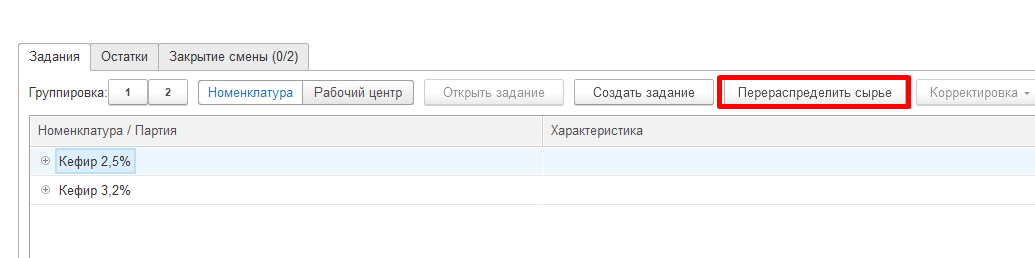 Задания Остатки Закрытие смены (0/2)
Группировка: 1 2 Номенклатура Рабочий центр Открыть задание Создать задание Перераспределить сырье Корректировка
Номенклатура / Партия Характеристика
Кефир 2,5%
Кефир 3,2%